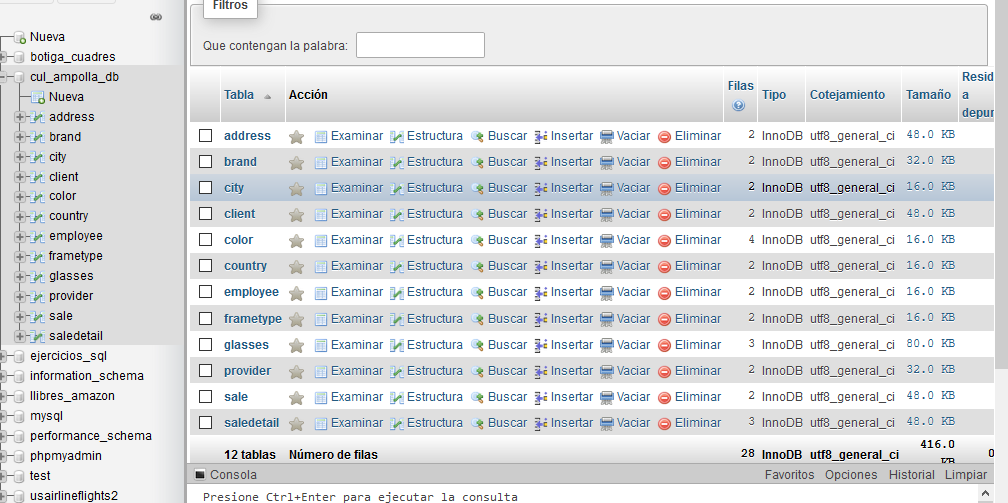 Nueva
botiga_cuadres
cul_ampolla_db
Nueva
address
brand
city
client
color
country
employee
frametype
glasses
provider
sale
saledetail
ejercicios_sql
information_schema
llibres_amazon
mysql
performance_schema
phpmyadmin
test
usairlineflights2
Filtros
Que contengan la palabra:
Tabla Acción Filas Tipo Cotejamiento Tamaño Resid
a
depur
address Examinar Estructura Buscar Insertar Vaciar Eliminar 2 InnoDB utf8_general_ci 48.0 KB
brand Examinar Estructura Buscar Insertar Vaciar Eliminar 2 InnoDB utf8_general_ci 32.0 KB
city Examinar Estructura Buscar Insertar Vaciar Eliminar 2 InnoDB utf8_general_ci 16.0 KB
client Examinar Estructura Buscar Insertar Vaciar Eliminar 2 InnoDB utf8_general_ci 48.0 KB
color Examinar Estructura Buscar Insertar Vaciar Eliminar 4 InnoDB utf8_general_ci 16.0 KB
country Examinar Estructura Buscar Insertar Vaciar Eliminar 2 InnoDB utf8_general_ci 16.0 KB
employee Examinar Estructura Buscar Insertar Vaciar Eliminar 2 InnoDB utf8_general_ci 16.0 KB
frametype Examinar Estructura Buscar Insertar Vaciar Eliminar 2 InnoDB utf8_general_ci 16.0 KB
glasses Examinar Estructura Buscar Insertar Vaciar Eliminar 3 InnoDB utf8_general_ci 80.0 KB
provider Examinar Estructura Buscar Insertar Vaciar Eliminar 2 InnoDB utf8_general_ci 32.0 KB
sale Examinar Estructura Buscar Insertar Vaciar Eliminar 2 InnoDB utf8_general_ci 48.0 KB
saledetail Examinar Estructura Buscar Insertar Vaciar Eliminar 3 InnoDB utf8_general_ci 48.0 KB
12 tablas Número de filas 28 InnoDB utf8_general_ci 416.0 KB 0
Consola Favoritos Opciones Historial Limpiar
Presione Ctrl+Enter para ejecutar la consulta